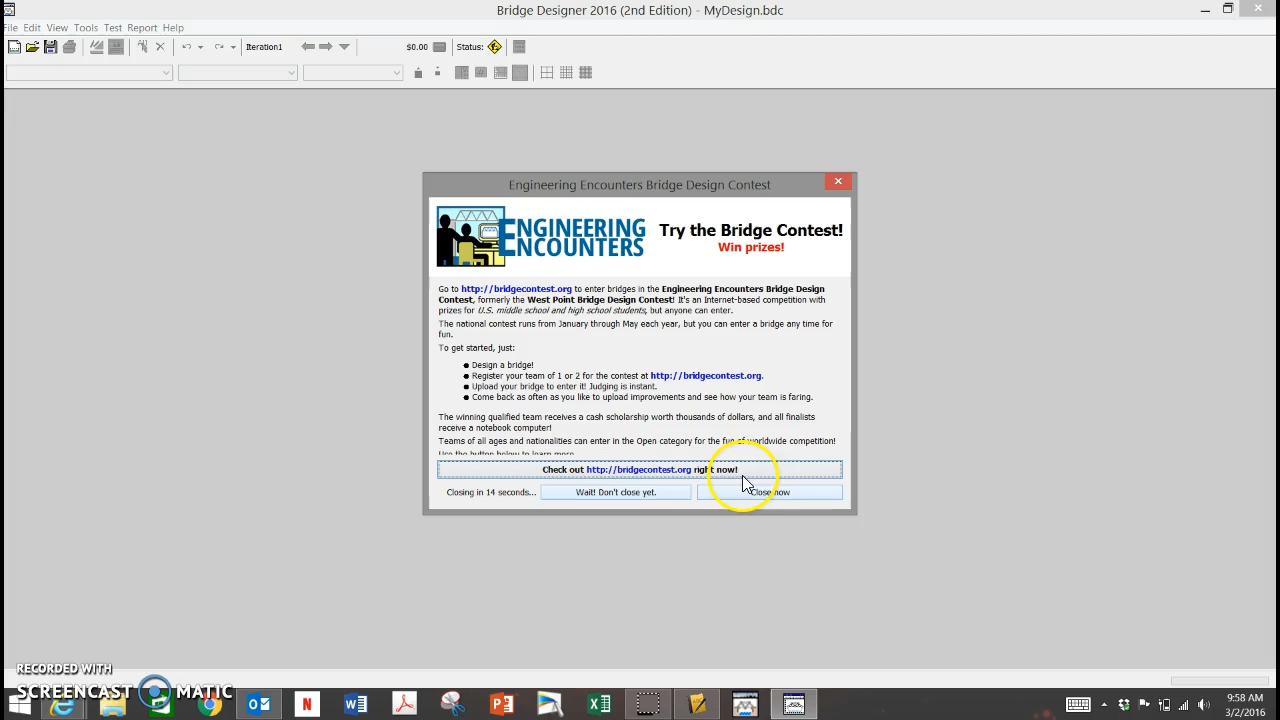 Bridge Designer 2016 (2nd Edition) - MyDesign.bdc
File Edit View Tools Test Report Help
Iteration1 $0.00 Status:
Engineering Encounters Bridge Design Contest
ENGINEERING
ENCOUNTERS
Try the Bridge Contest!
Win prizes!
Go to http://bridgecontest.org to enter bridges in the Engineering Encounters Bridge Design
Contest, formerly the West Point Bridge Design Contest! It's an Internet-based competition with
prizes for U.S. middle school and high school students, but anyone can enter.
The national contest runs from January through May each year, but you can enter a bridge any time for
fun.
To get started, just:
● Design a bridge!
● Register your team of 1 or 2 for the contest at http://bridgecontest.org.
● Upload your bridge to enter it! Judging is instant.
● Come back as often as you like to upload improvements and see how your team is faring.
The winning qualified team receives a cash scholarship worth thousands of dollars, and all finalists
receive a notebook computer!
Teams of all ages and nationalities can enter in the Open category for the fun of worldwide competition!
Use the button below to learn more.
Check out http://bridgecontest.org right now!
Closing in 14 seconds... Wait! Don't close yet. Close now
RECORDED WITH
SCREENCAST MATIC
9:58 AM
3/2/2016